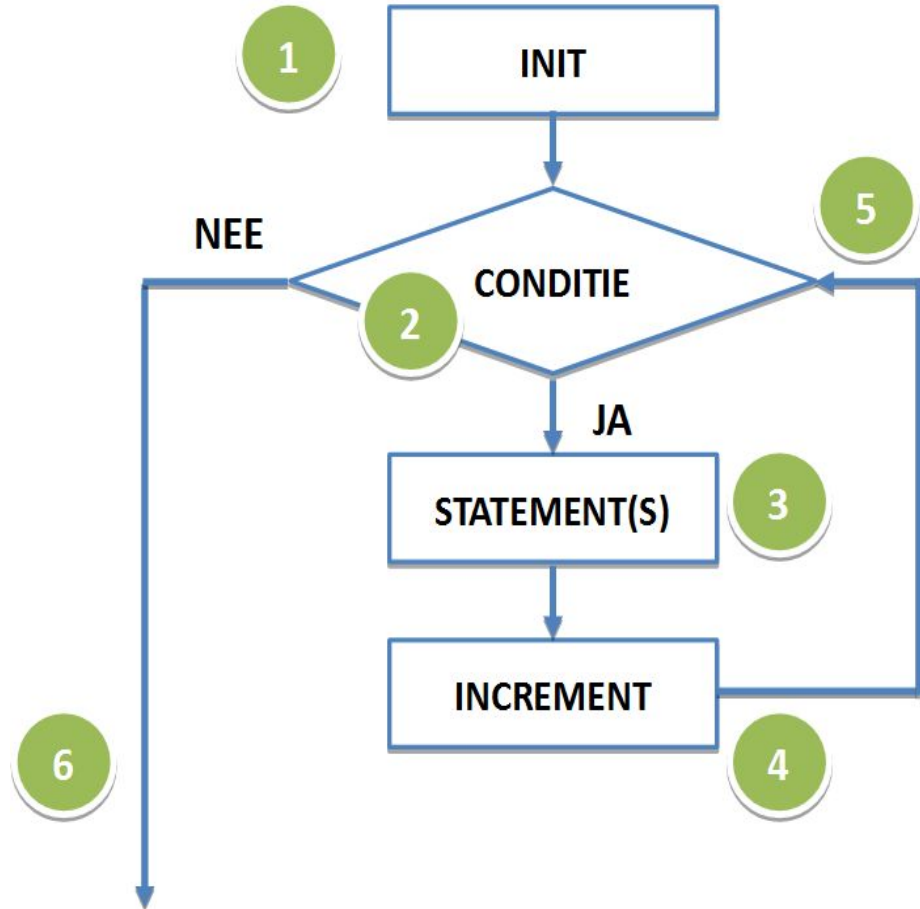 1
INIT
5
NEE
CONDITIE
2
JA
STATEMENT(S)
3
INCREMENT
6
4